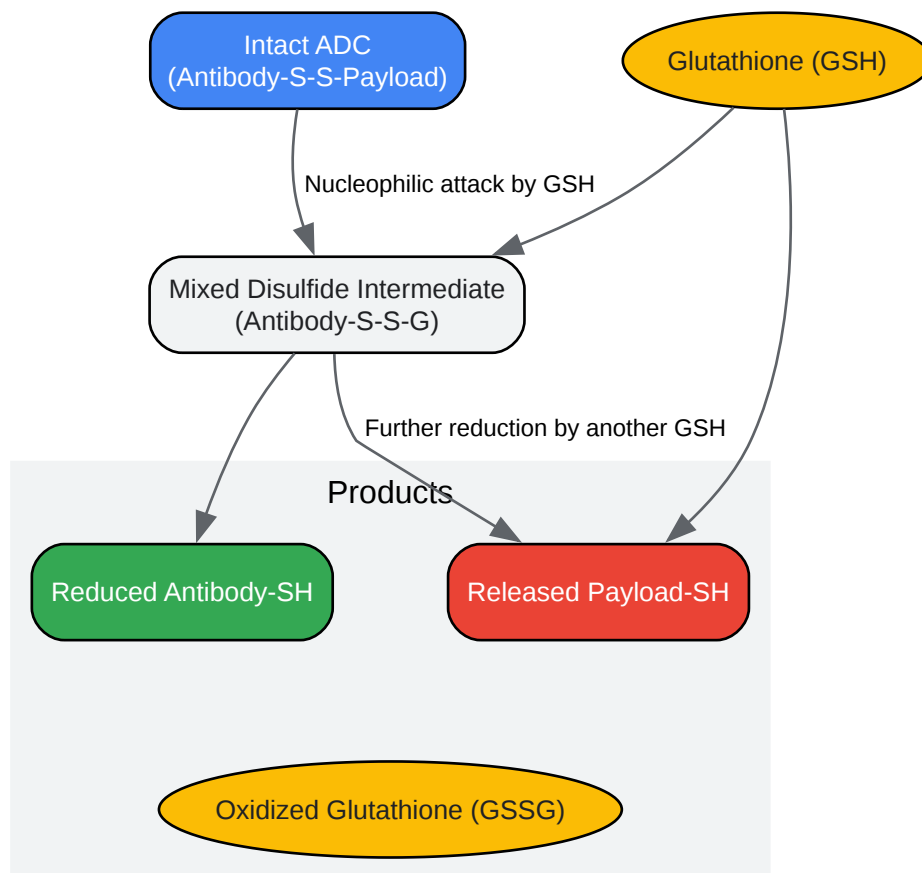 Intact ADC
(Antibody-S-S-Payload)
Glutathione (GSH)
Nucleophilic attack by GSH
Mixed Disulfide Intermediate
(Antibody-S-S-G)
Further reduction by another GSH
Products
Reduced Antibody-SH
Released Payload-SH
Oxidized Glutathione (GSSG)